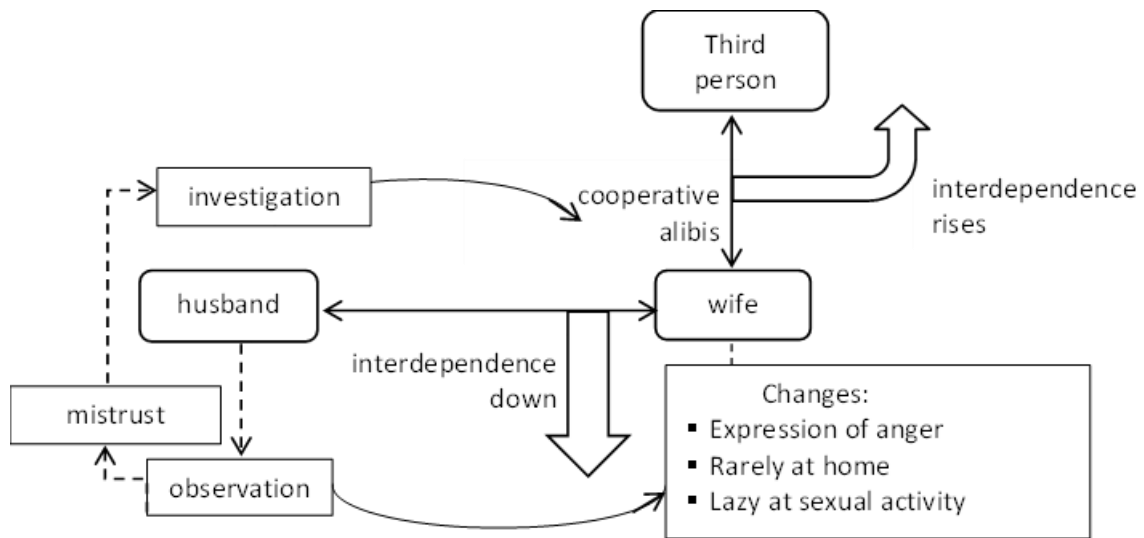 Third
person
investigation
cooperative
alibis
interdependence
rises
husband
wife
interdependence
down
mistrust
observation
Changes:
▪ Expression of anger
▪ Rarely at home
▪ Lazy at sexual activity